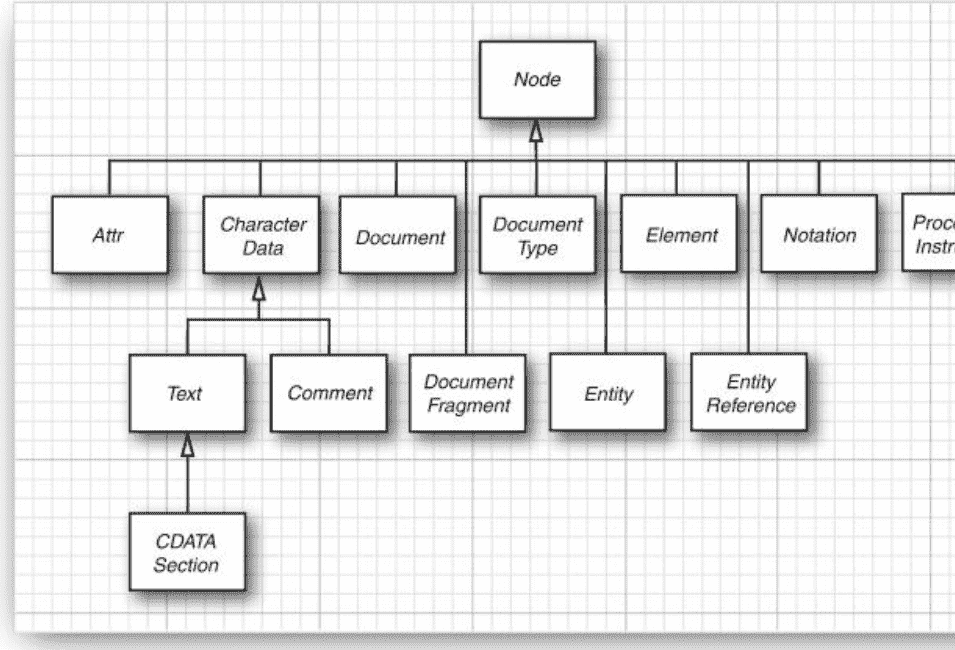 Node
Attr
Character
Data
Document
Document
Type
Element
Notation
Text
Comment
Document
Fragment
Entity
Entity
Reference
CDATA
Section